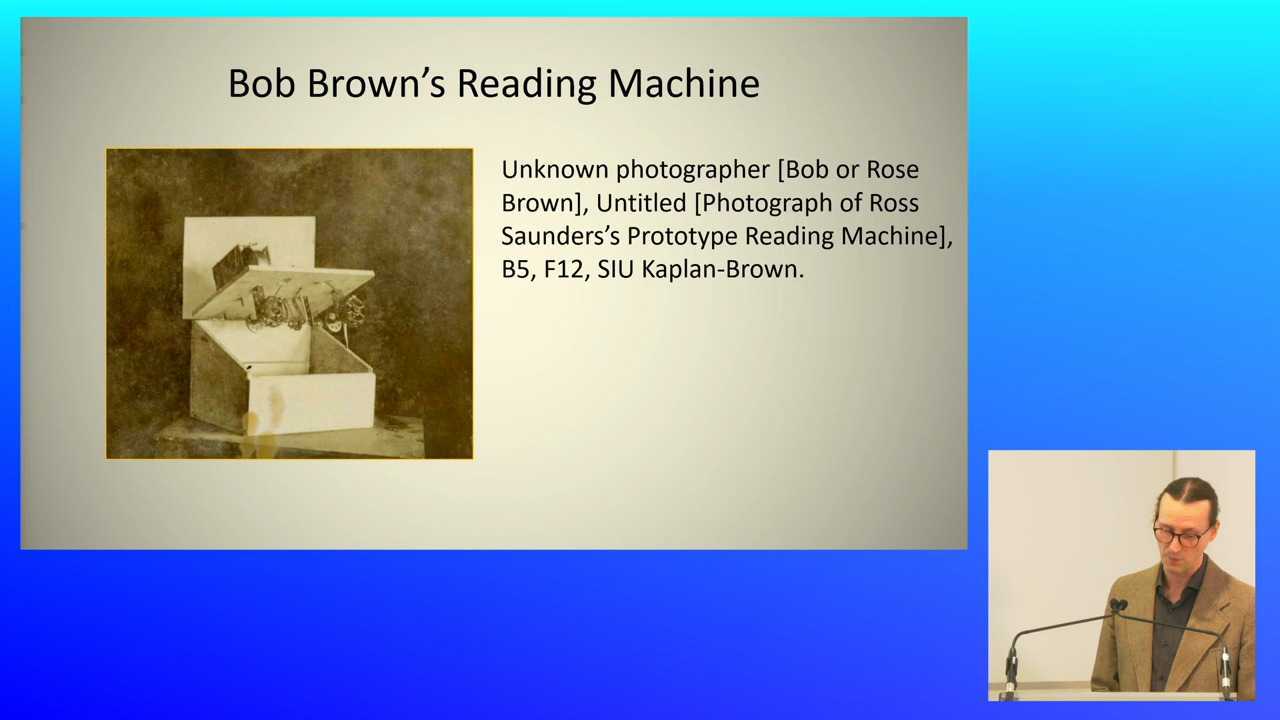 Bob Brown’s Reading Machine
Unknown photographer [Bob or Rose
Brown], Untitled [Photograph of Ross
Saunders’s Prototype Reading Machine],
B5, F12, SIU Kaplan-Brown.